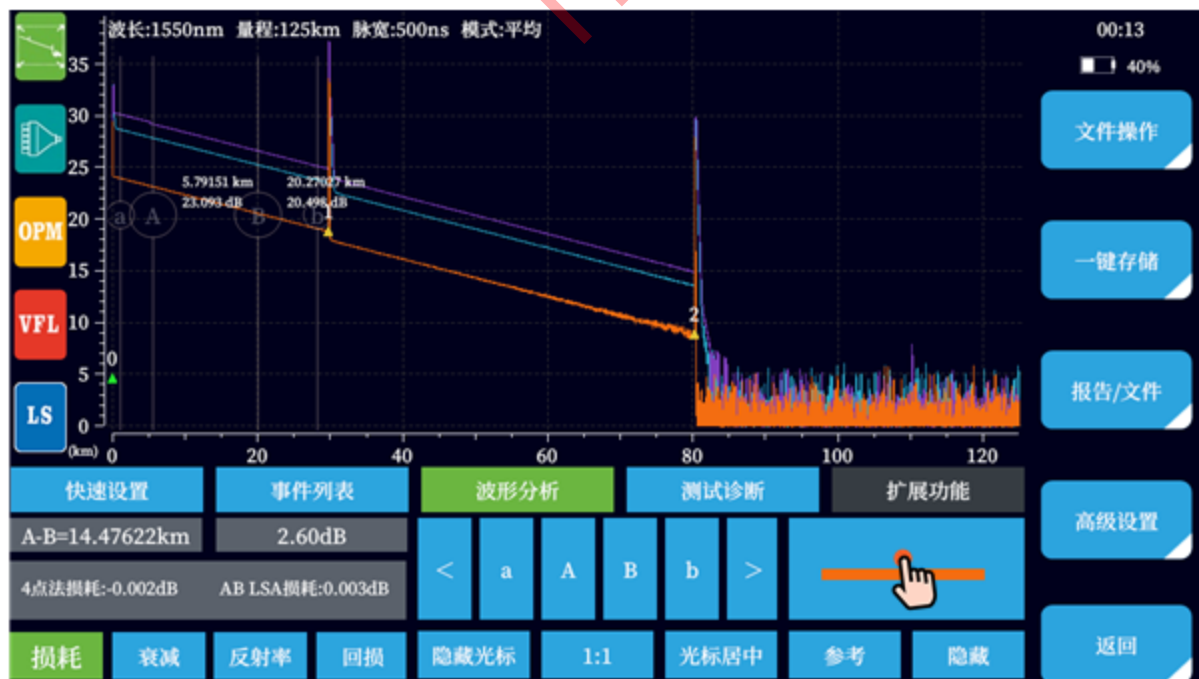 波长:1550nm 量程:125km 脉宽:500ns 模式:平均
00:13
40%
35
30
25
20
15
10
5
0
5.79151 km
23.093 dB
20.27027 km
20.498 dB
a
A
B
b
1
2
0
OPM
VFL
LS
(km) 0 20 40 60 80 100 120
文件操作
一键存储
报告/文件
高级设置
返回
快速设置 事件列表 波形分析 测试诊断 扩展功能
A-B=14.47622km 2.60dB
4点法损耗:-0.002dB AB LSA损耗:0.003dB
< a A B b >
损耗 衰减 反射率 回损 隐藏光标 1:1 光标居中 参考 隐藏